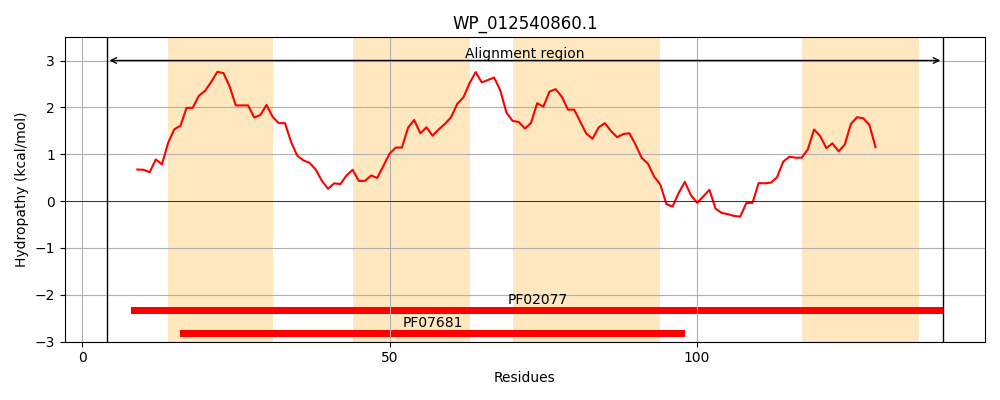 WP_012540860.1
Alignment region
3
2
1
0
−1
−2
−3
Hydropathy (kcal/mol)
PF02077
PF07681
0
50
100
Residues